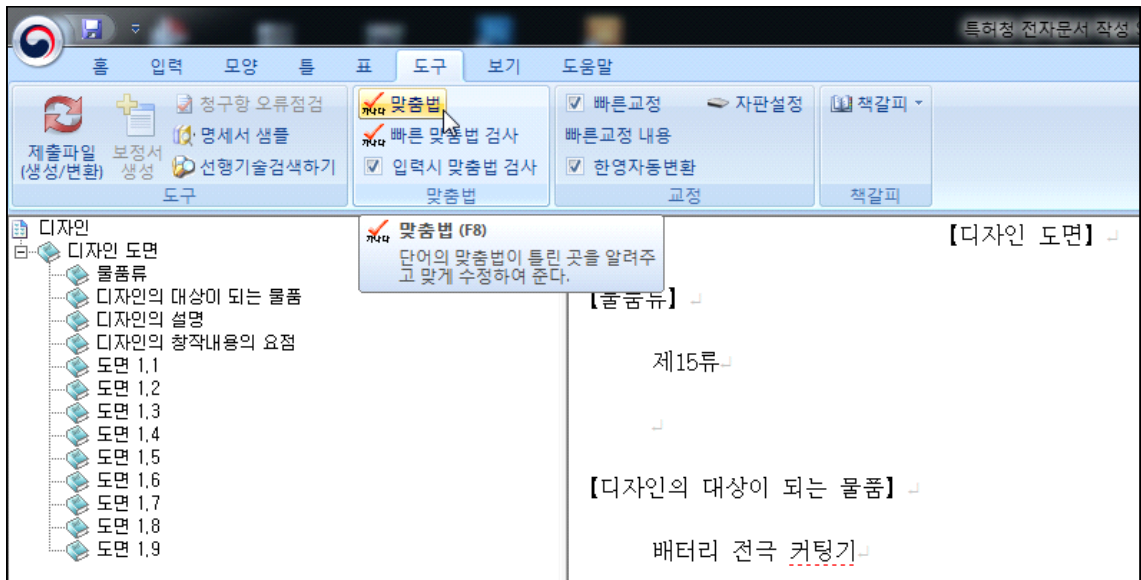 특허청 전자문서 작성
홈 입력 모양 틀 표 도구 보기 도움말
제출파일
(생성/변환)
보정서
생성
청구항 오류점검
명세서 샘플
선행기술검색하기
도구
가나다 맞춤법
가나다 빠른 맞춤법 검사
입력시 맞춤법 검사
맞춤법
빠른교정 자판설정
빠른교정 내용
한영자동변환
교정
책갈피
책갈피
가나다 맞춤법 (F8)
단어의 맞춤법이 틀린 곳을 알려주
고 맞게 수정하여 준다.
디자인
디자인 도면
물품류
디자인의 대상이 되는 물품
디자인의 설명
디자인의 창작내용의 요점
도면 1.1
도면 1.2
도면 1.3
도면 1.4
도면 1.5
도면 1.6
도면 1.7
도면 1.8
도면 1.9
【디자인 도면】
【물품류】
제15류
【디자인의 대상이 되는 물품】
배터리 전극 커팅기